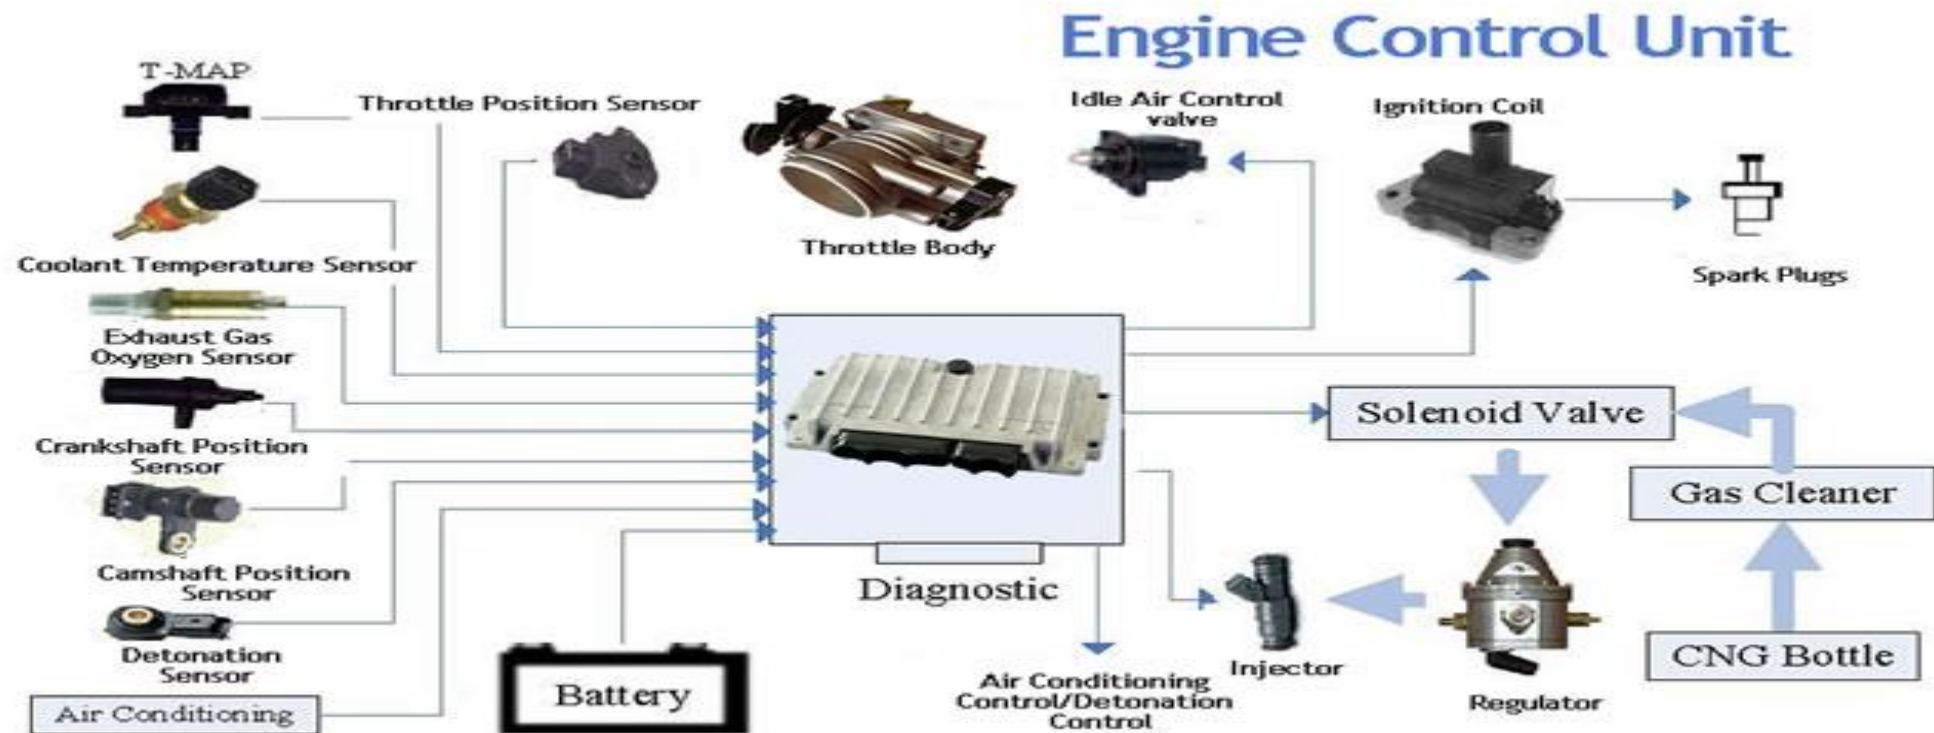 Engine Control Unit
T-MAP
Throttle Position Sensor
Idle Air Control
valve
Ignition Coil
Throttle Body
Coolant Temperature Sensor
Spark Plugs
Exhaust Gas
Oxygen Sensor
Crankshaft Position
Sensor
Solenoid Valve
Gas Cleaner
Camshaft Position
Sensor
Diagnostic
Detonation
Sensor
Battery
Air Conditioning
Air Conditioning
Control/Detonation
Control
Injector
Regulator
CNG Bottle